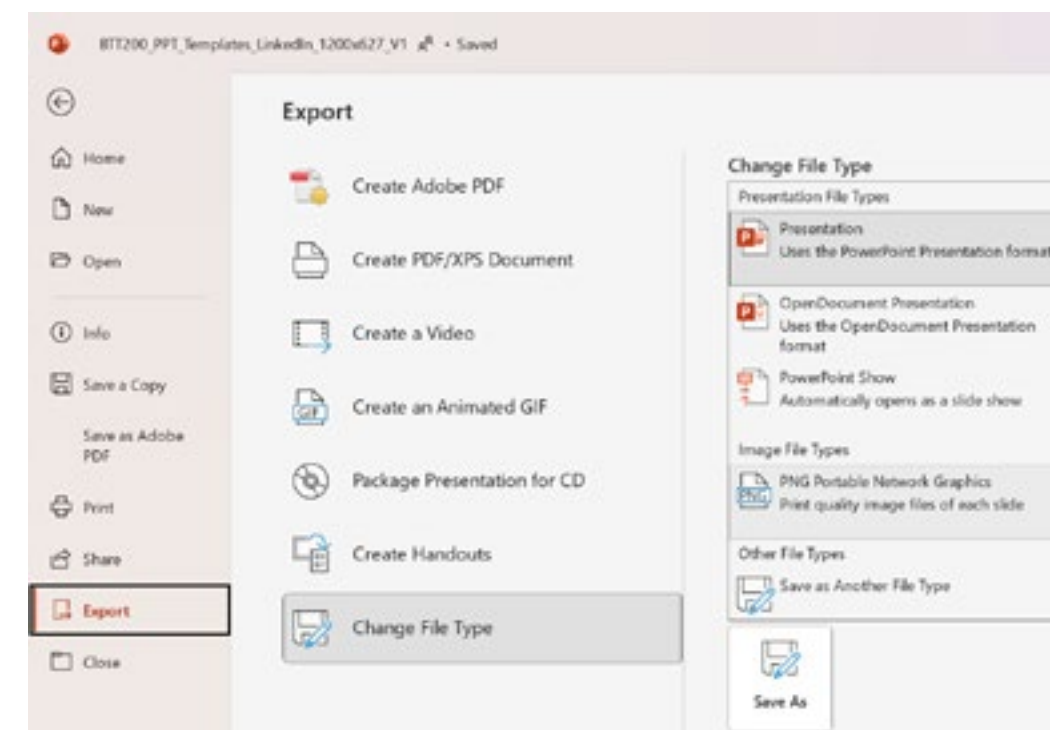 BTT200_PPT_Templates_LinkedIn_1200x627_V1 • Saved
Home
New
Open
Info
Save a Copy
Save as Adobe
PDF
Print
Share
Export
Close
Export
Create Adobe PDF
Create PDF/XPS Document
Create a Video
GIF
Create an Animated GIF
Package Presentation for CD
Create Handouts
Change File Type
Change File Type
Presentation File Types
P
Presentation
Uses the PowerPoint Presentation format
P
OpenDocument Presentation
Uses the OpenDocument Presentation
format
PowerPoint Show
Automatically opens as a slide show
Image File Types
PNG
PNG Portable Network Graphics
Print quality image files of each slide
Other File Types
Save as Another File Type
Save As